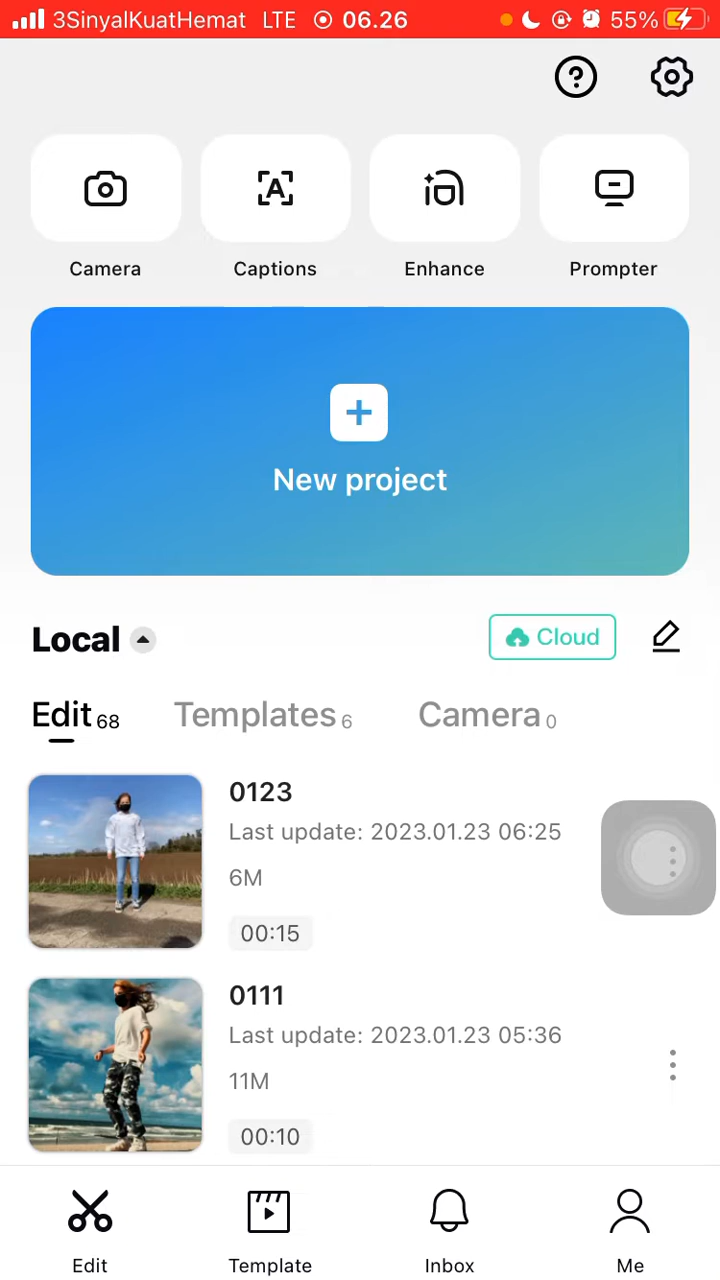 3SinyalKuatHemat LTE 06.26 55%
Camera Captions Enhance Prompter
New project
Local Cloud
Edit 68 Templates 6 Camera 0
0123
Last update: 2023.01.23 06:25
6M
00:15
0111
Last update: 2023.01.23 05:36
11M
00:10
Edit Template Inbox Me